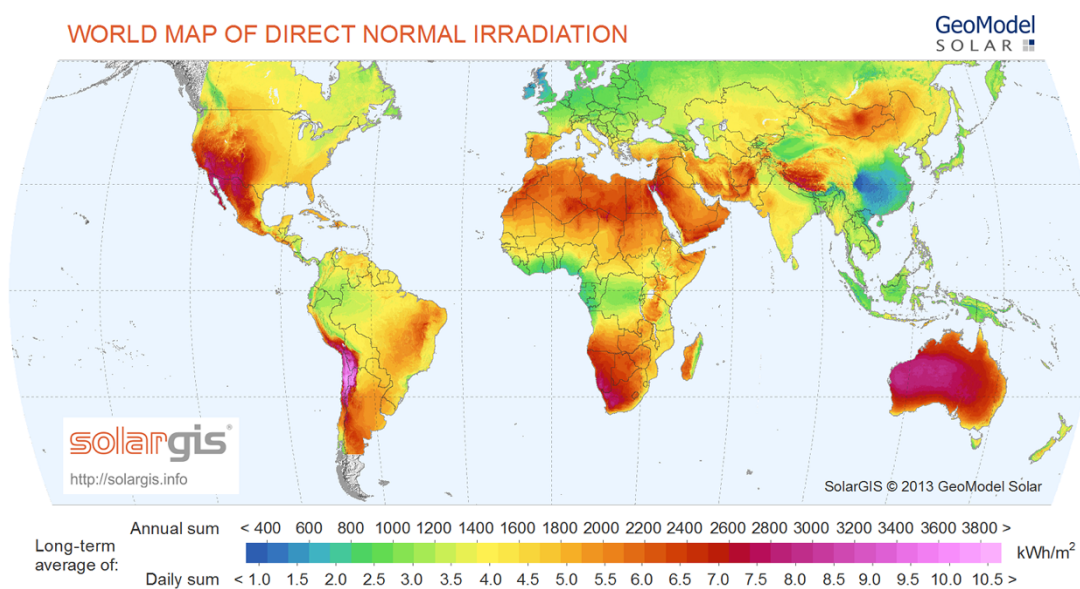 WORLD MAP OF DIRECT NORMAL IRRADIATION
GeoModel
SOLAR
solargis®
http://solargis.info
SolarGIS © 2013 GeoModel Solar
Annual sum < 400 600 800 1000 1200 1400 1600 1800 2000 2200 2400 2600 2800 3000 3200 3400 3600 3800 >
Long-term
average of:
kWh/m²
Daily sum < 1.0 1.5 2.0 2.5 3.0 3.5 4.0 4.5 5.0 5.5 6.0 6.5 7.0 7.5 8.0 8.5 9.0 9.5 10.0 10.5 >